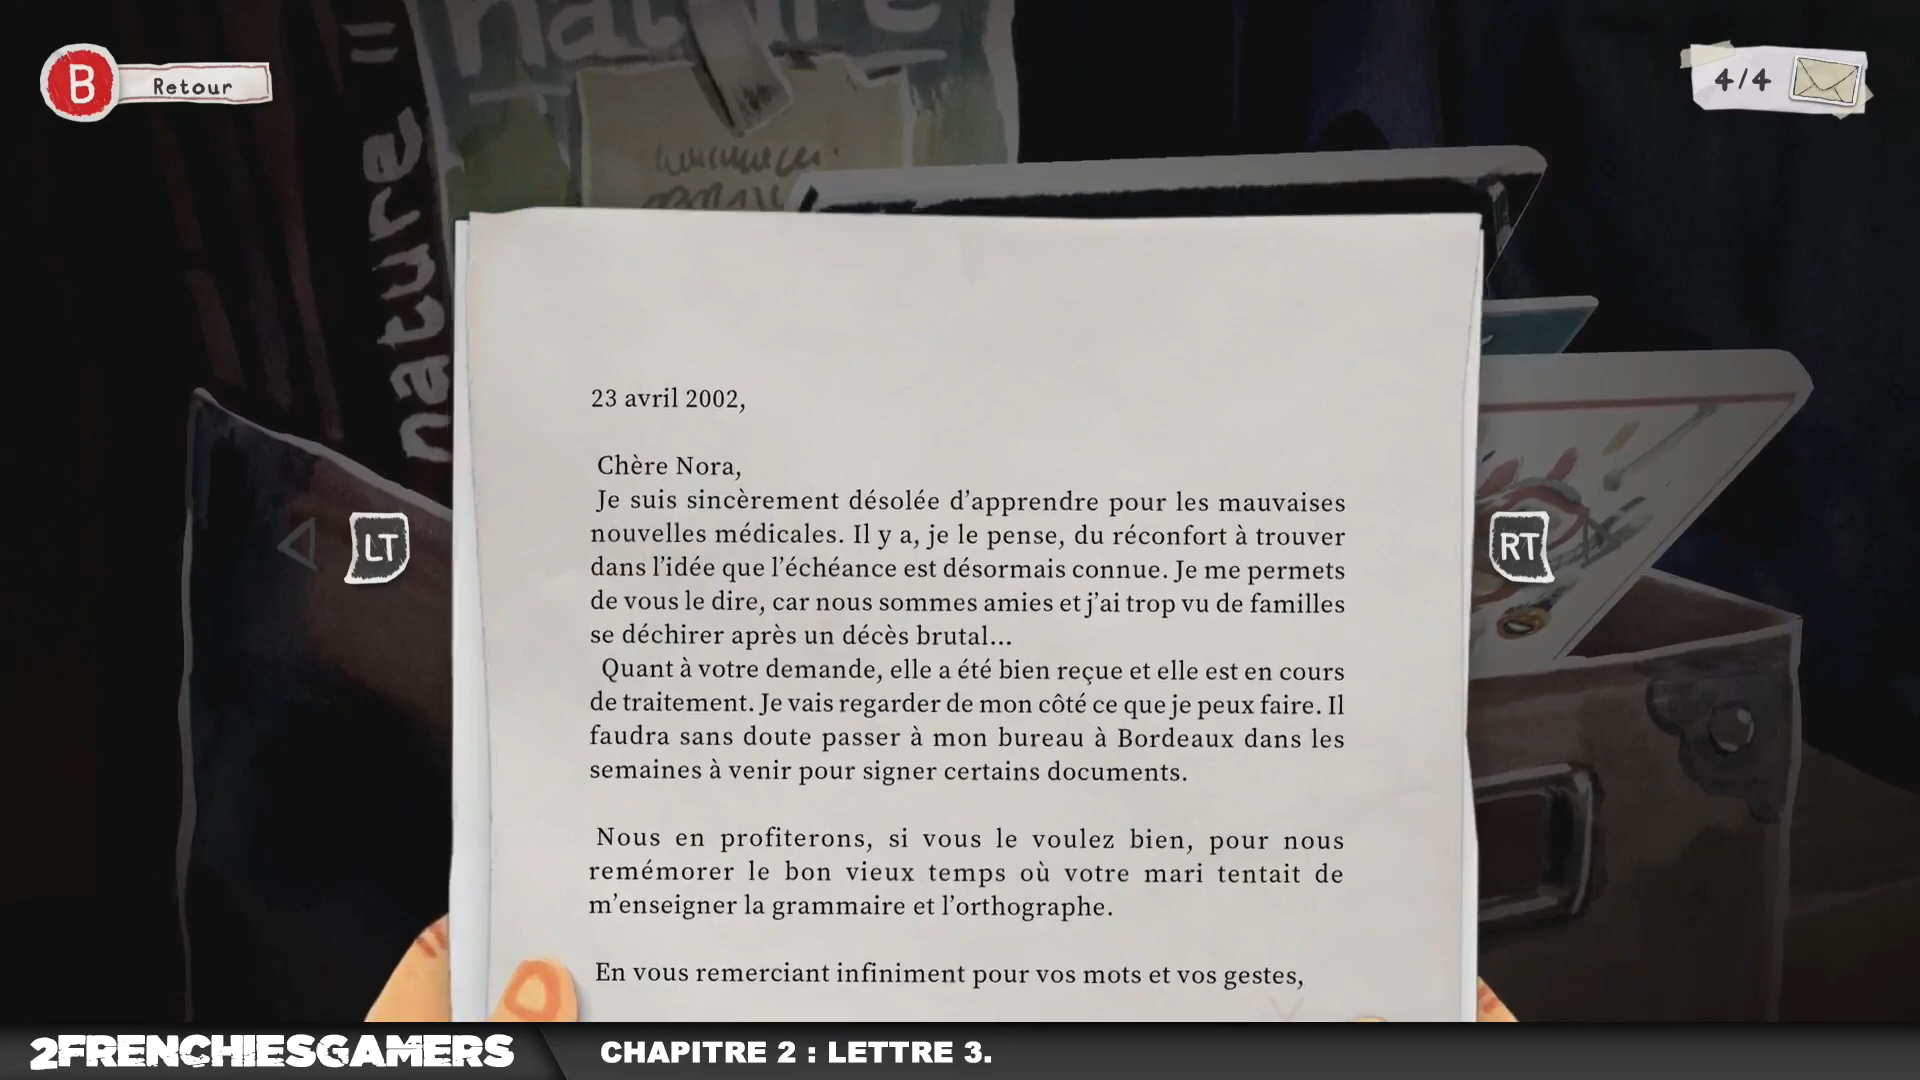 nature
B
Retour
4/4
nature
23 avril 2002,
Chère Nora,
Je suis sincèrement désolée d’apprendre pour les mauvaises
nouvelles médicales. Il y a, je le pense, du réconfort à trouver
dans l’idée que l’échéance est désormais connue. Je me permets
de vous le dire, car nous sommes amies et j’ai trop vu de familles
se déchirer après un décès brutal...
Quant à votre demande, elle a été bien reçue et elle est en cours
de traitement. Je vais regarder de mon côté ce que je peux faire. Il
faudra sans doute passer à mon bureau à Bordeaux dans les
semaines à venir pour signer certains documents.
Nous en profiterons, si vous le voulez bien, pour nous
remémorer le bon vieux temps où votre mari tentait de
m’enseigner la grammaire et l’orthographe.
En vous remerciant infiniment pour vos mots et vos gestes,
LT
RT
2FRENCHIESGAMERS
CHAPITRE 2 : LETTRE 3.